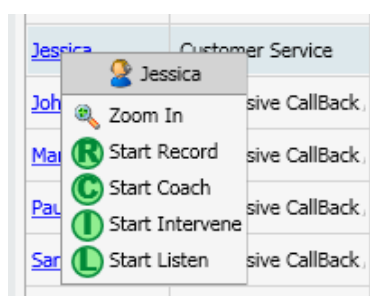 Jessica Customer Service
Jessica
Joh sive CallBack
Zoom In
Mar sive CallBack
R Start Record
C Start Coach
Pau sive CallBack
I Start Intervene
San sive CallBack
L Start Listen